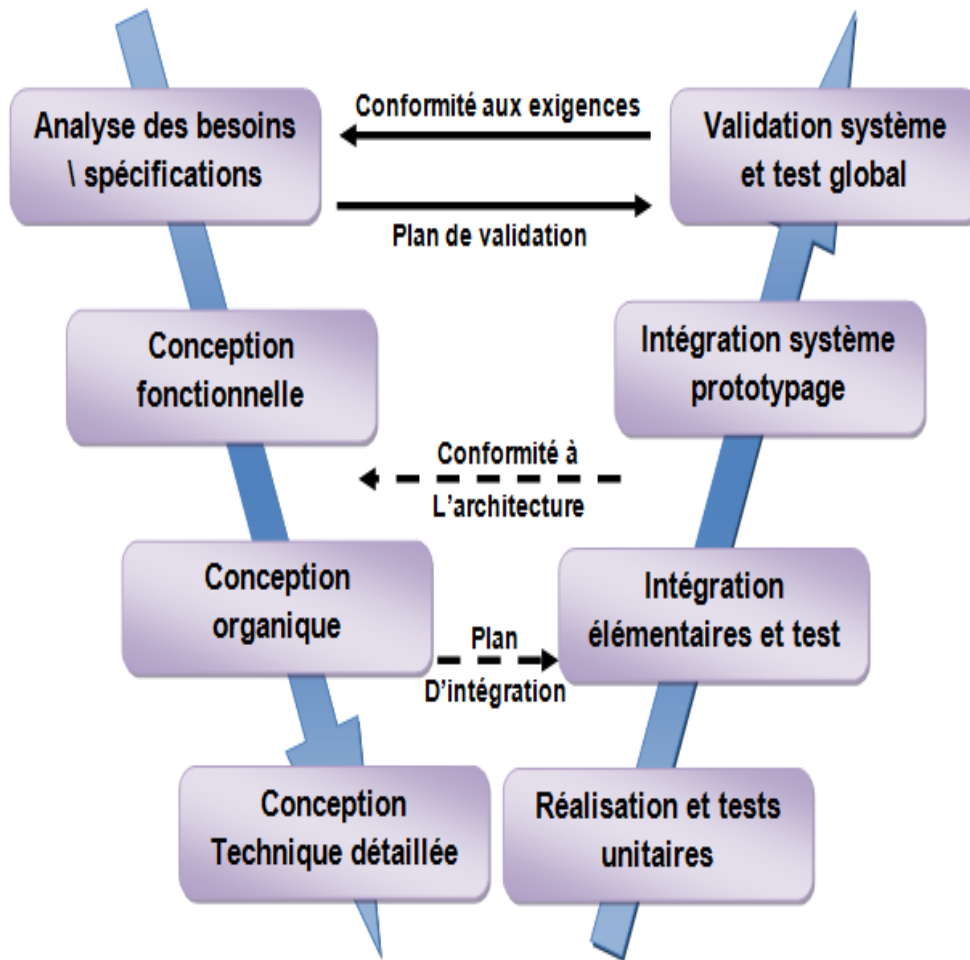 Analyse des besoins
\ spécifications
Conformité aux exigences
Plan de validation
Validation système
et test global
Conception
fonctionnelle
Intégration système
prototypage
Conformité à
L'architecture
Conception
organique
Plan
D'intégration
Intégration
élémentaires et test
Conception
Technique détaillée
Réalisation et tests
unitaires